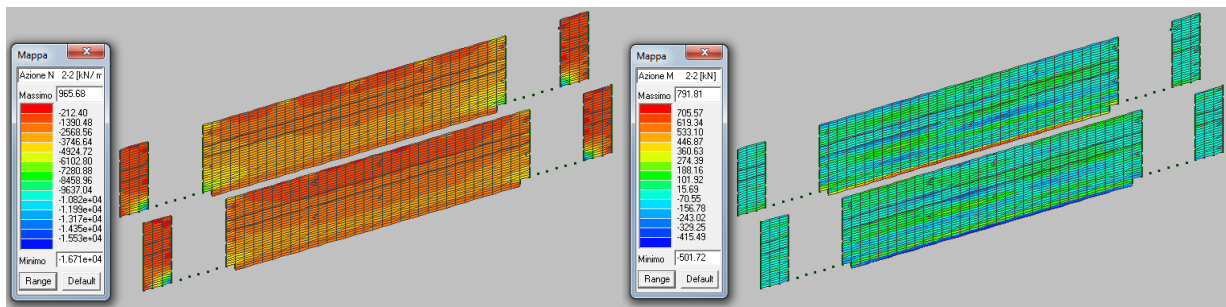 Mappa
Azione N 2-2 [kN/ m
Massimo 965.68
-212.40
-1390.48
-2568.56
-3746.64
-4924.72
-6102.80
-7280.88
-8458.96
-9637.04
-1.082e+04
-1.199e+04
-1.317e+04
-1.435e+04
-1.553e+04
Minimo -1.671e+04
Range Default
Mappa
Azione M 2-2 [kN]
Massimo 791.81
705.57
619.34
533.10
446.87
360.63
274.39
188.16
101.92
15.69
-70.55
-156.78
-243.02
-329.25
-415.49
Minimo -501.72
Range Default